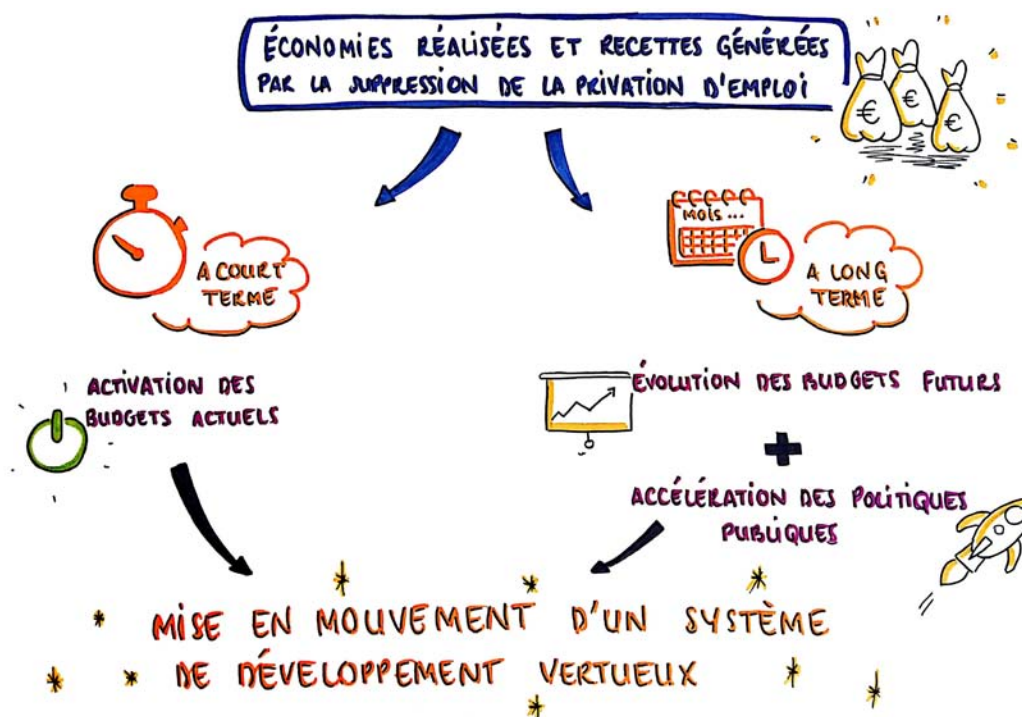 ÉCONOMIES RÉALISÉES ET RECETTES GÉNÉRÉES
PAR LA SUPPRESSION DE LA PRIVATION D'EMPLOI
€ € €
A COURT
TERME
MOIS...
A LONG
TERME
ACTIVATION DES
BUDGETS ACTUELS
ÉVOLUTION DES BUDGETS FUTURS
+
ACCÉLÉRATION DES POLITIQUES
PUBLIQUES
MISE EN MOUVEMENT D'UN SYSTÈME
DE DÉVELOPPEMENT VERTUEUX